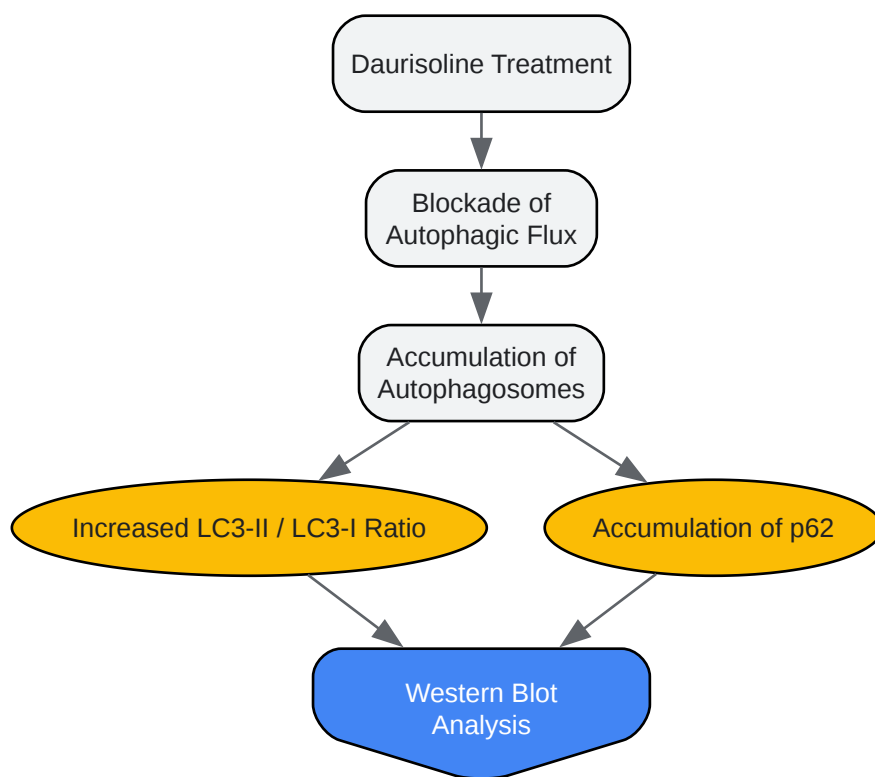 Daurisoline Treatment
Blockade of
Autophagic Flux
Accumulation of
Autophagosomes
Increased LC3-II / LC3-I Ratio
Accumulation of p62
Western Blot
Analysis